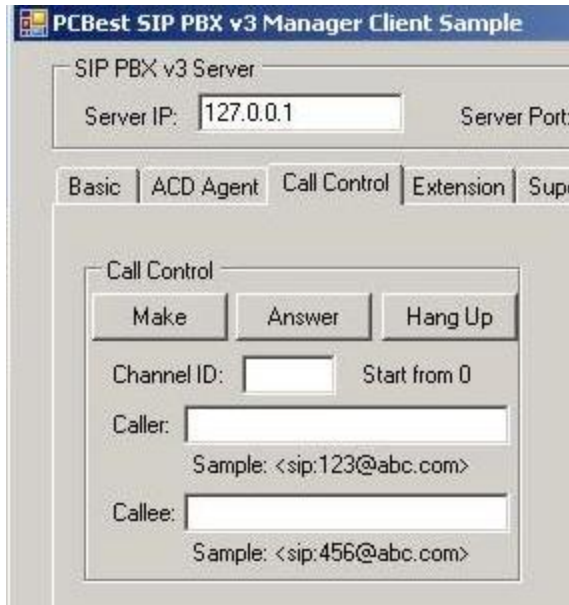 PCBest SIP PBX v3 Manager Client Sample
SIP PBX v3 Server
Server IP: 127.0.0.1 Server Port:
Basic ACD Agent Call Control Extension
Call Control
Make Answer Hang Up
Channel ID: Start from 0
Caller:
Sample: <sip:123@abc.com>
Callee:
Sample: <sip:456@abc.com>